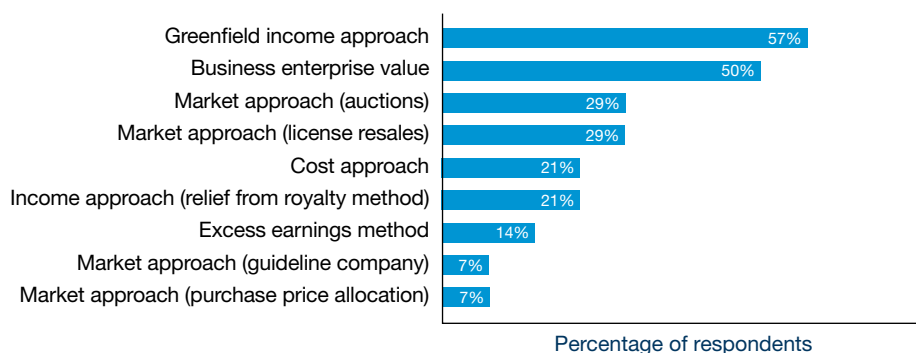 Greenfield income approach 57%
Business enterprise value 50%
Market approach (auctions) 29%
Market approach (license resales) 29%
Cost approach 21%
Income approach (relief from royalty method) 21%
Excess earnings method 14%
Market approach (guideline company) 7%
Market approach (purchase price allocation) 7%
Percentage of respondents